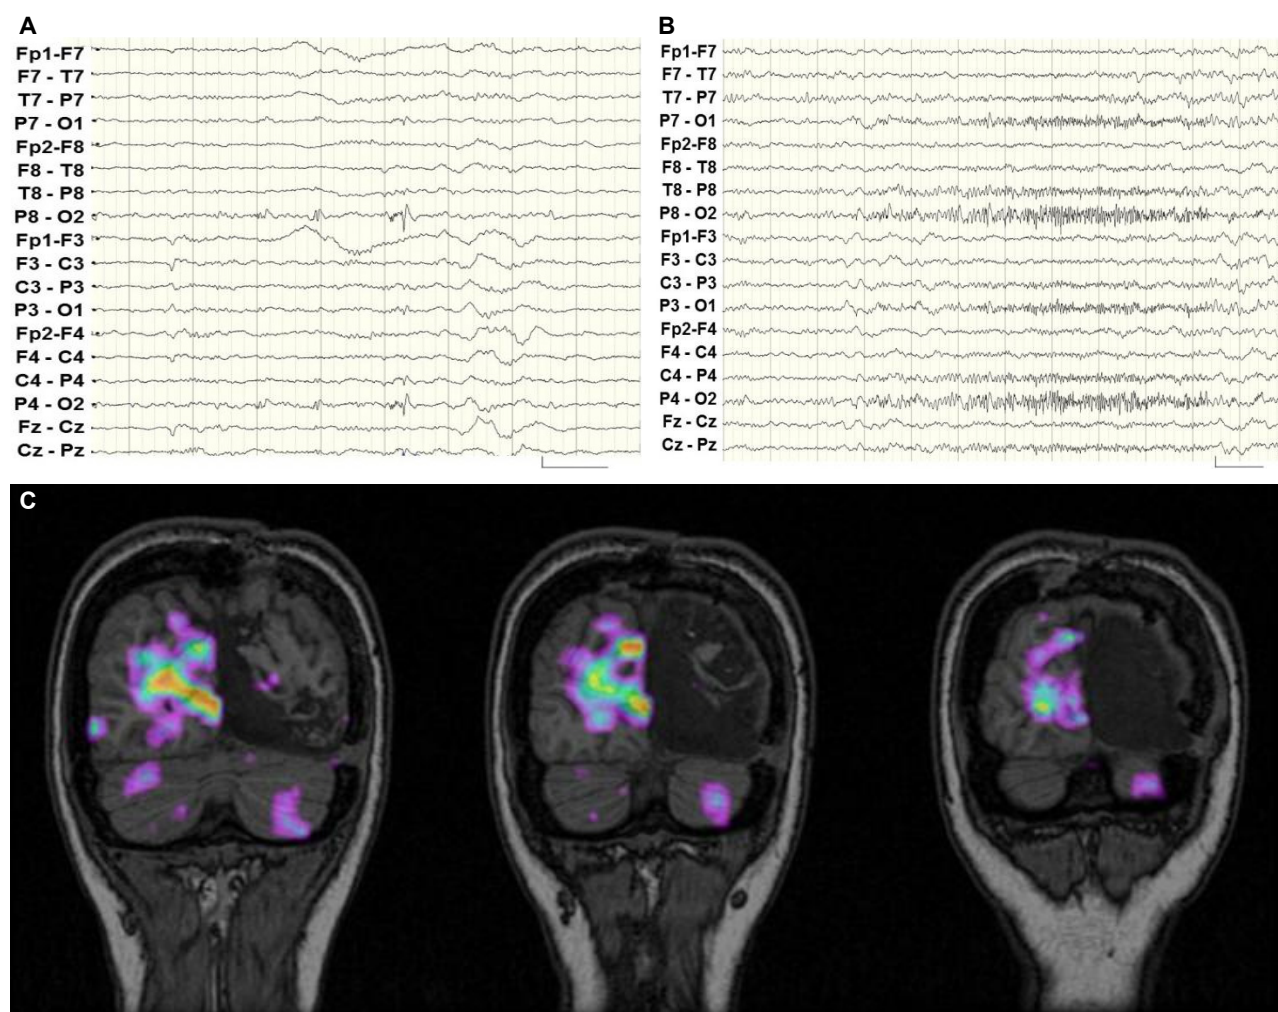 A
Fp1-F7
F7 - T7
T7 - P7
P7 - O1
Fp2-F8
F8 - T8
T8 - P8
P8 - O2
Fp1-F3
F3 - C3
C3 - P3
P3 - O1
Fp2-F4
F4 - C4
C4 - P4
P4 - O2
Fz - Cz
Cz - Pz
B
Fp1-F7
F7 - T7
T7 - P7
P7 - O1
Fp2-F8
F8 - T8
T8 - P8
P8 - O2
Fp1-F3
F3 - C3
C3 - P3
P3 - O1
Fp2-F4
F4 - C4
C4 - P4
P4 - O2
Fz - Cz
Cz - Pz
C